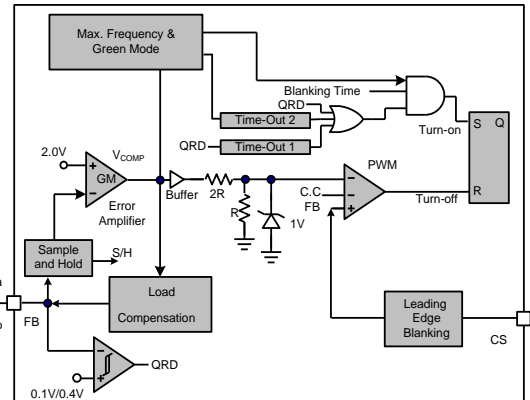 Max. Frequency &
Green Mode
Blanking Time
QRD
Time-Out 2
QRD
Time-Out 1
Turn-on
S
Q
R
Turn-off
2.0V
+
GM
−
VCOMP
Error
Amplifier
Buffer
2R
R
1V
PWM
−
C.C
−
FB
+
Sample
and Hold
S/H
FB
Load
Compensation
Leading
Edge
Blanking
CS
−
+
QRD
0.1V/0.4V